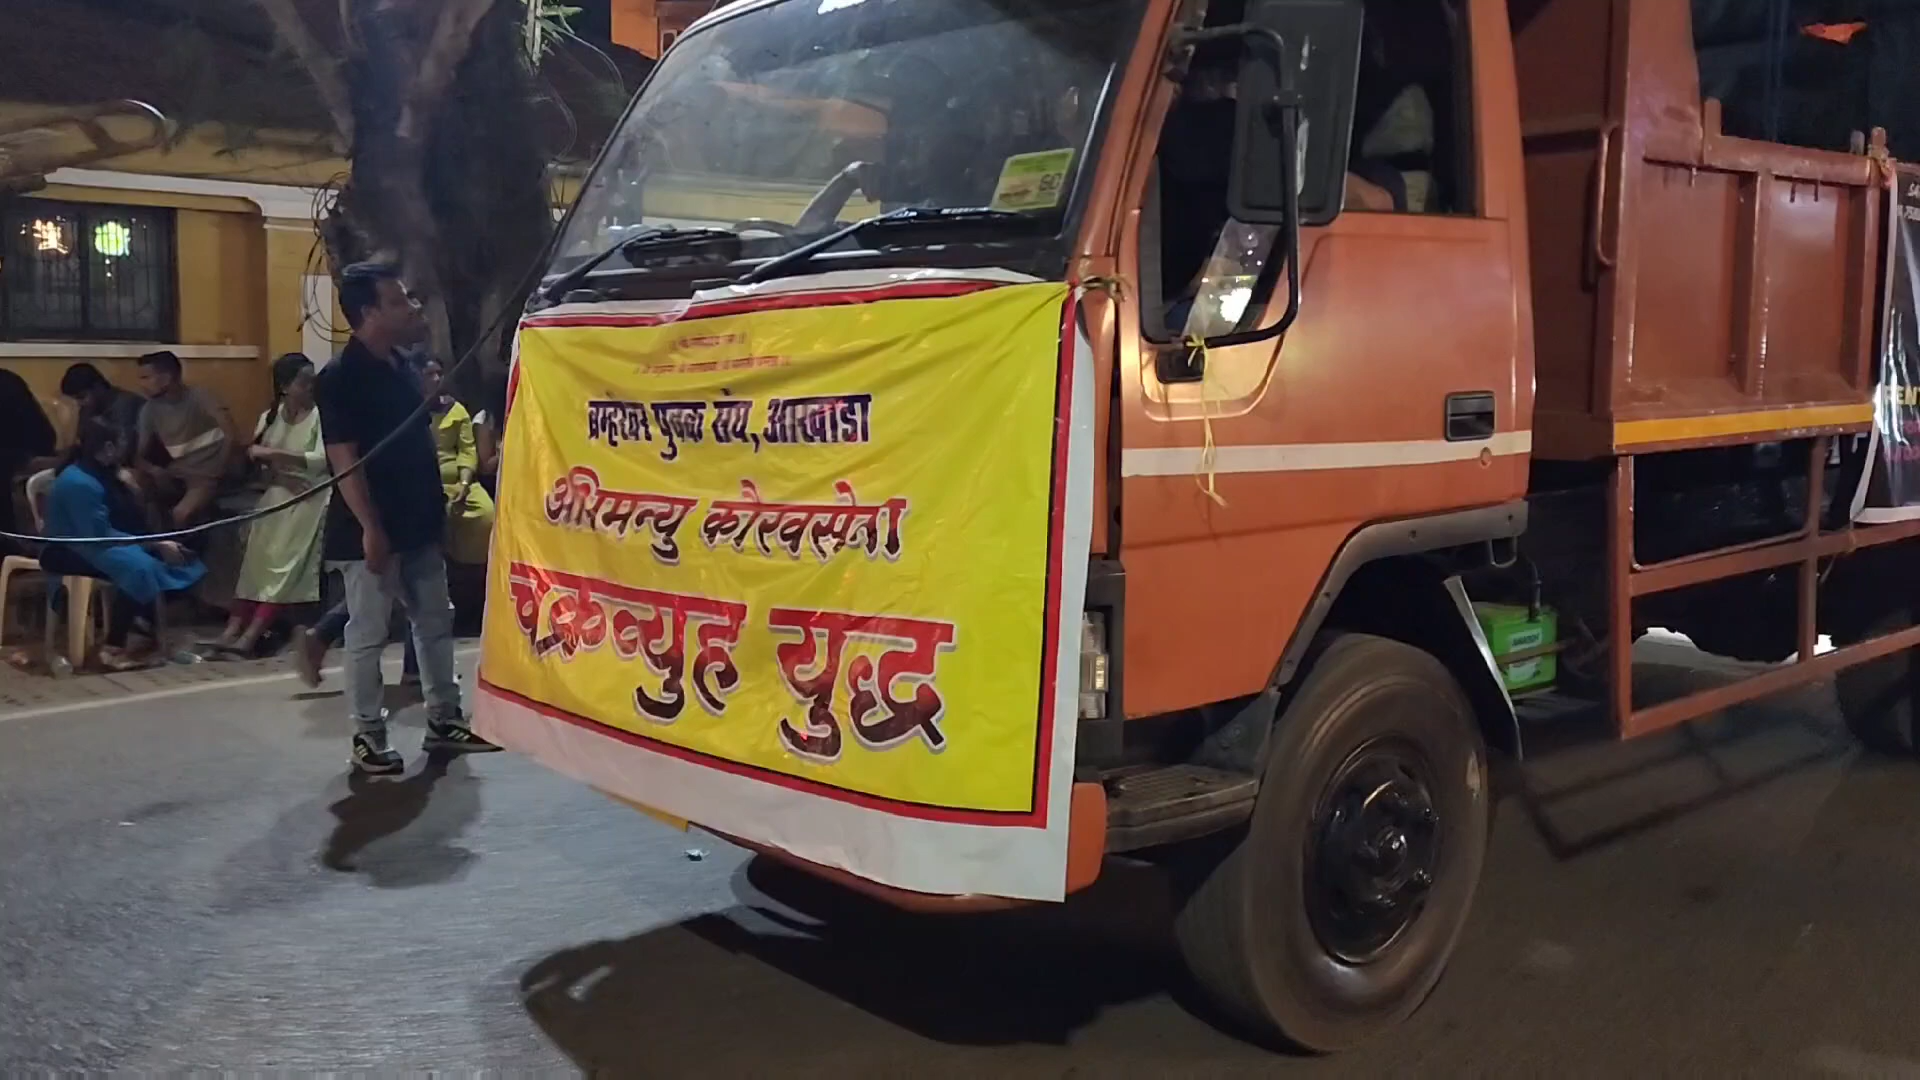 ब्रम्हेश्वर युवक संघ, आखाडा
अभिमन्यु कौरवसेना
चक्रव्युह युद्ध